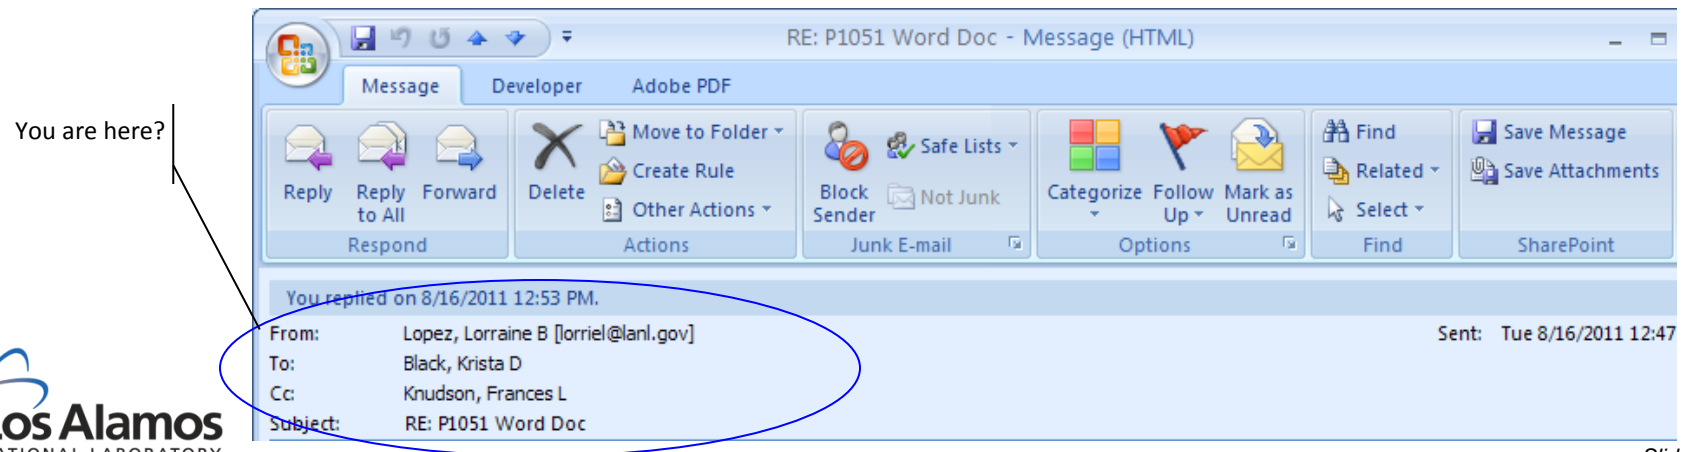 RE: P1051 Word Doc - Message (HTML)
Message Developer Adobe PDF
You are here?
Reply
Reply to All
Forward
Respond
Delete
Move to Folder
Create Rule
Other Actions
Actions
Block Sender
Safe Lists
Not Junk
Junk E-mail
Categorize
Follow Up
Mark as Unread
Options
Find
Related
Select
Find
Save Message
Save Attachments
SharePoint
You replied on 8/16/2011 12:53 PM.
From: Lopez, Lorraine B [lorriel@lanl.gov] Sent: Tue 8/16/2011 12:47
To: Black, Krista D
Cc: Knudson, Frances L
Subject: RE: P1051 Word Doc
Los Alamos